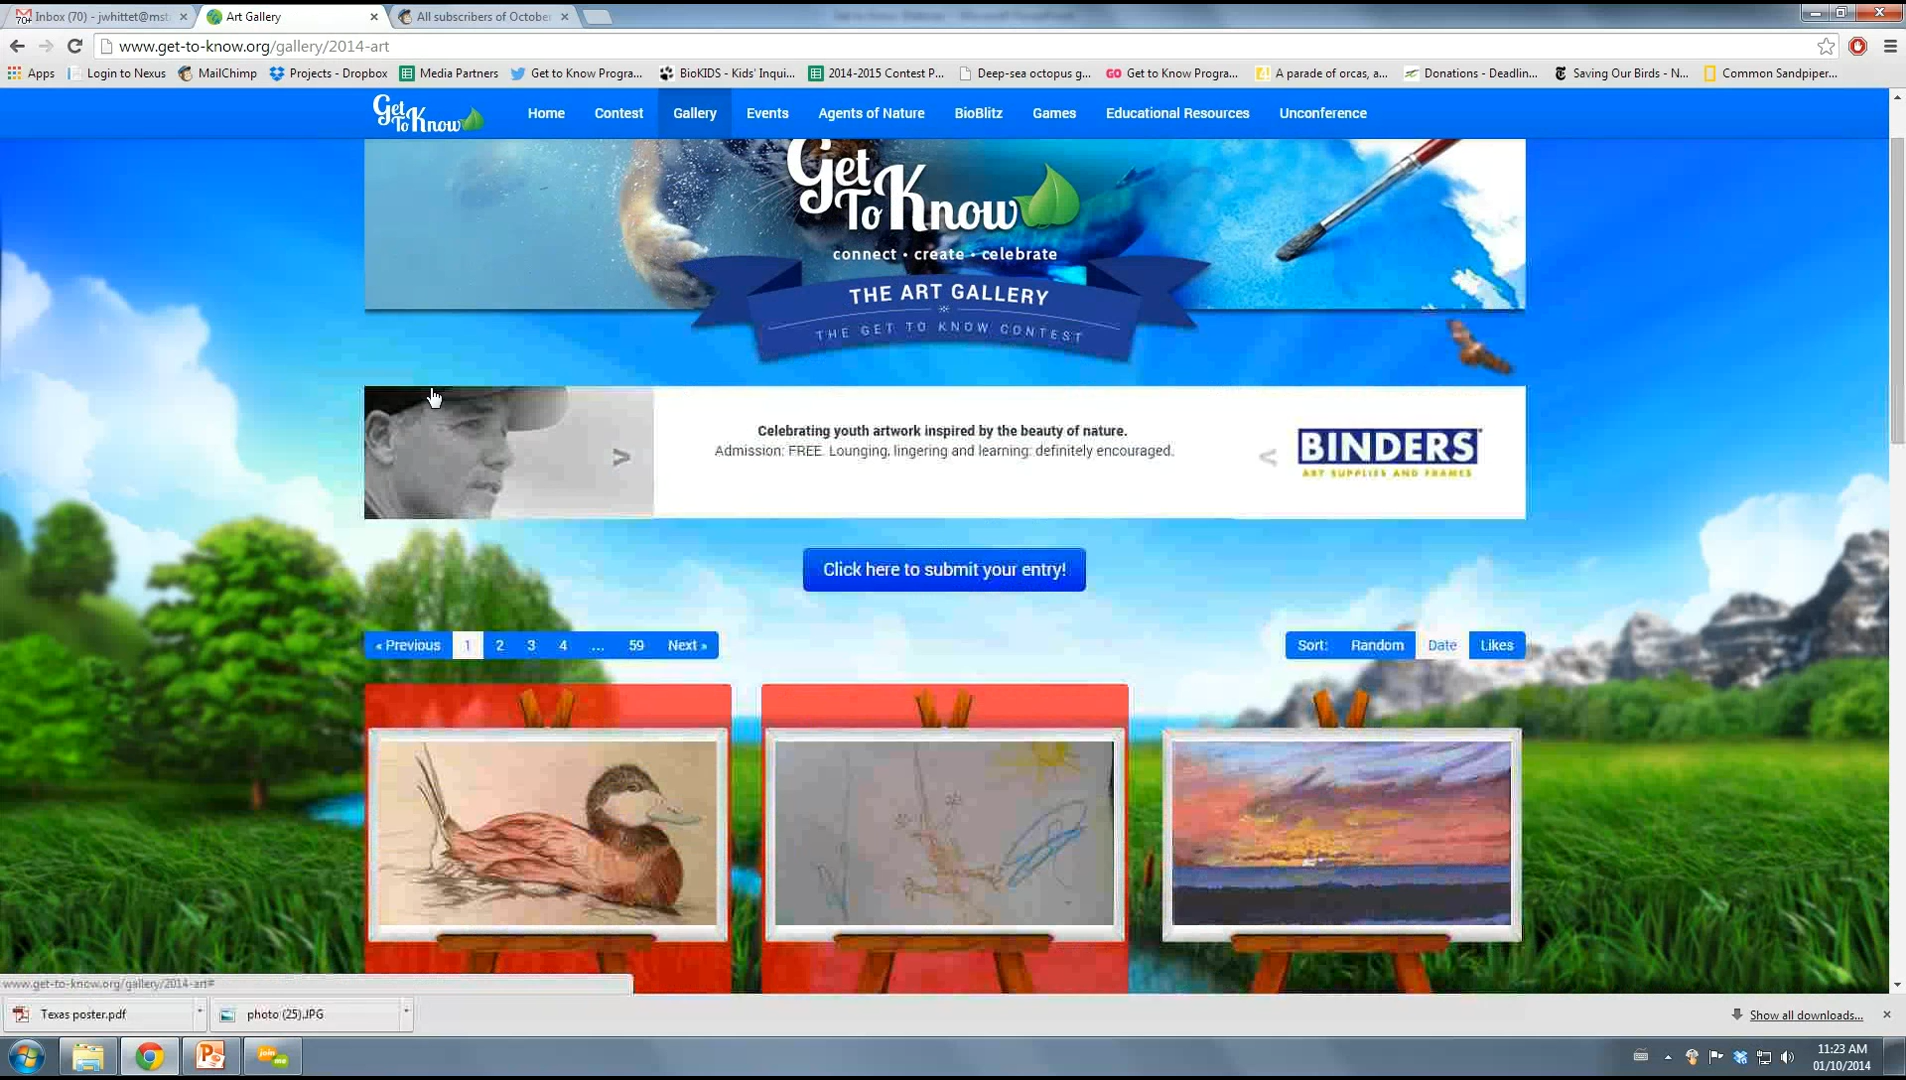 Inbox (70) - jwhittet@mst
Art Gallery
All subscribers of October
www.get-to-know.org/gallery/2014-art
Apps
Login to Nexus
MailChimp
Projects - Dropbox
Media Partners
Get to Know Progra...
BioKIDS - Kids' Inqui...
2014-2015 Contest P...
Deep-sea octopus g...
GO Get to Know Progra...
A parade of orcas, a...
Donations - Deadlin...
Saving Our Birds - N...
Common Sandpiper...
Get To Know
Home
Contest
Gallery
Events
Agents of Nature
BioBlitz
Games
Educational Resources
Unconference
Get
To Know
connect • create • celebrate
THE ART GALLERY
THE GET TO KNOW CONTEST
Celebrating youth artwork inspired by the beauty of nature.
Admission: FREE. Lounging, lingering and learning: definitely encouraged.
>
<
BINDERS
ART SUPPLIES AND FRAMES
Click here to submit your entry!
« Previous 1 2 3 4 ... 59 Next »
Sort: Random Date Likes
www.get-to-know.org/gallery/2014-art#
Texas poster.pdf
photo (25).JPG
Show all downloads...
join me
11:23 AM
01/10/2014